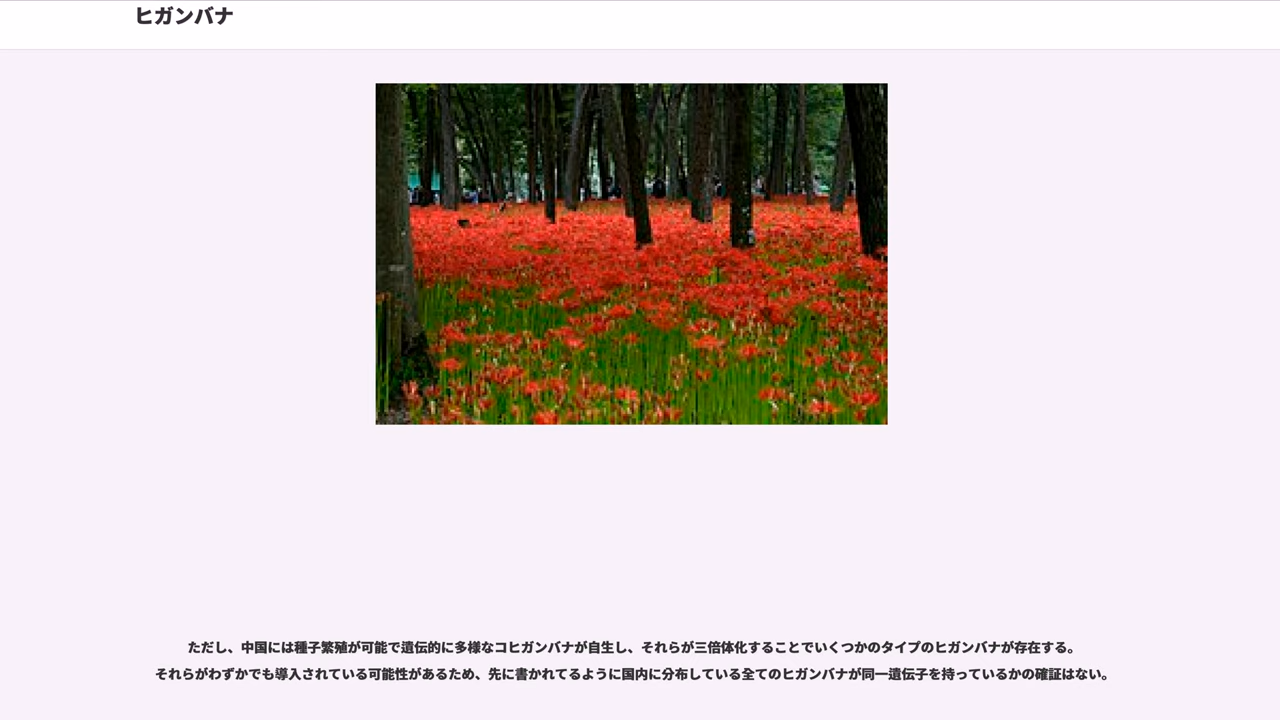 ヒガンバナ
ただし、中国には種子繁殖が可能で遺伝的に多様なコヒガンバナが自生し、それらが三倍体化することでいくつかのタイプのヒガンバナが存在する。
それらがわずかでも導入されている可能性があるため、先に書かれてるように国内に分布している全てのヒガンバナが同一遺伝子を持っているかの確証はない。